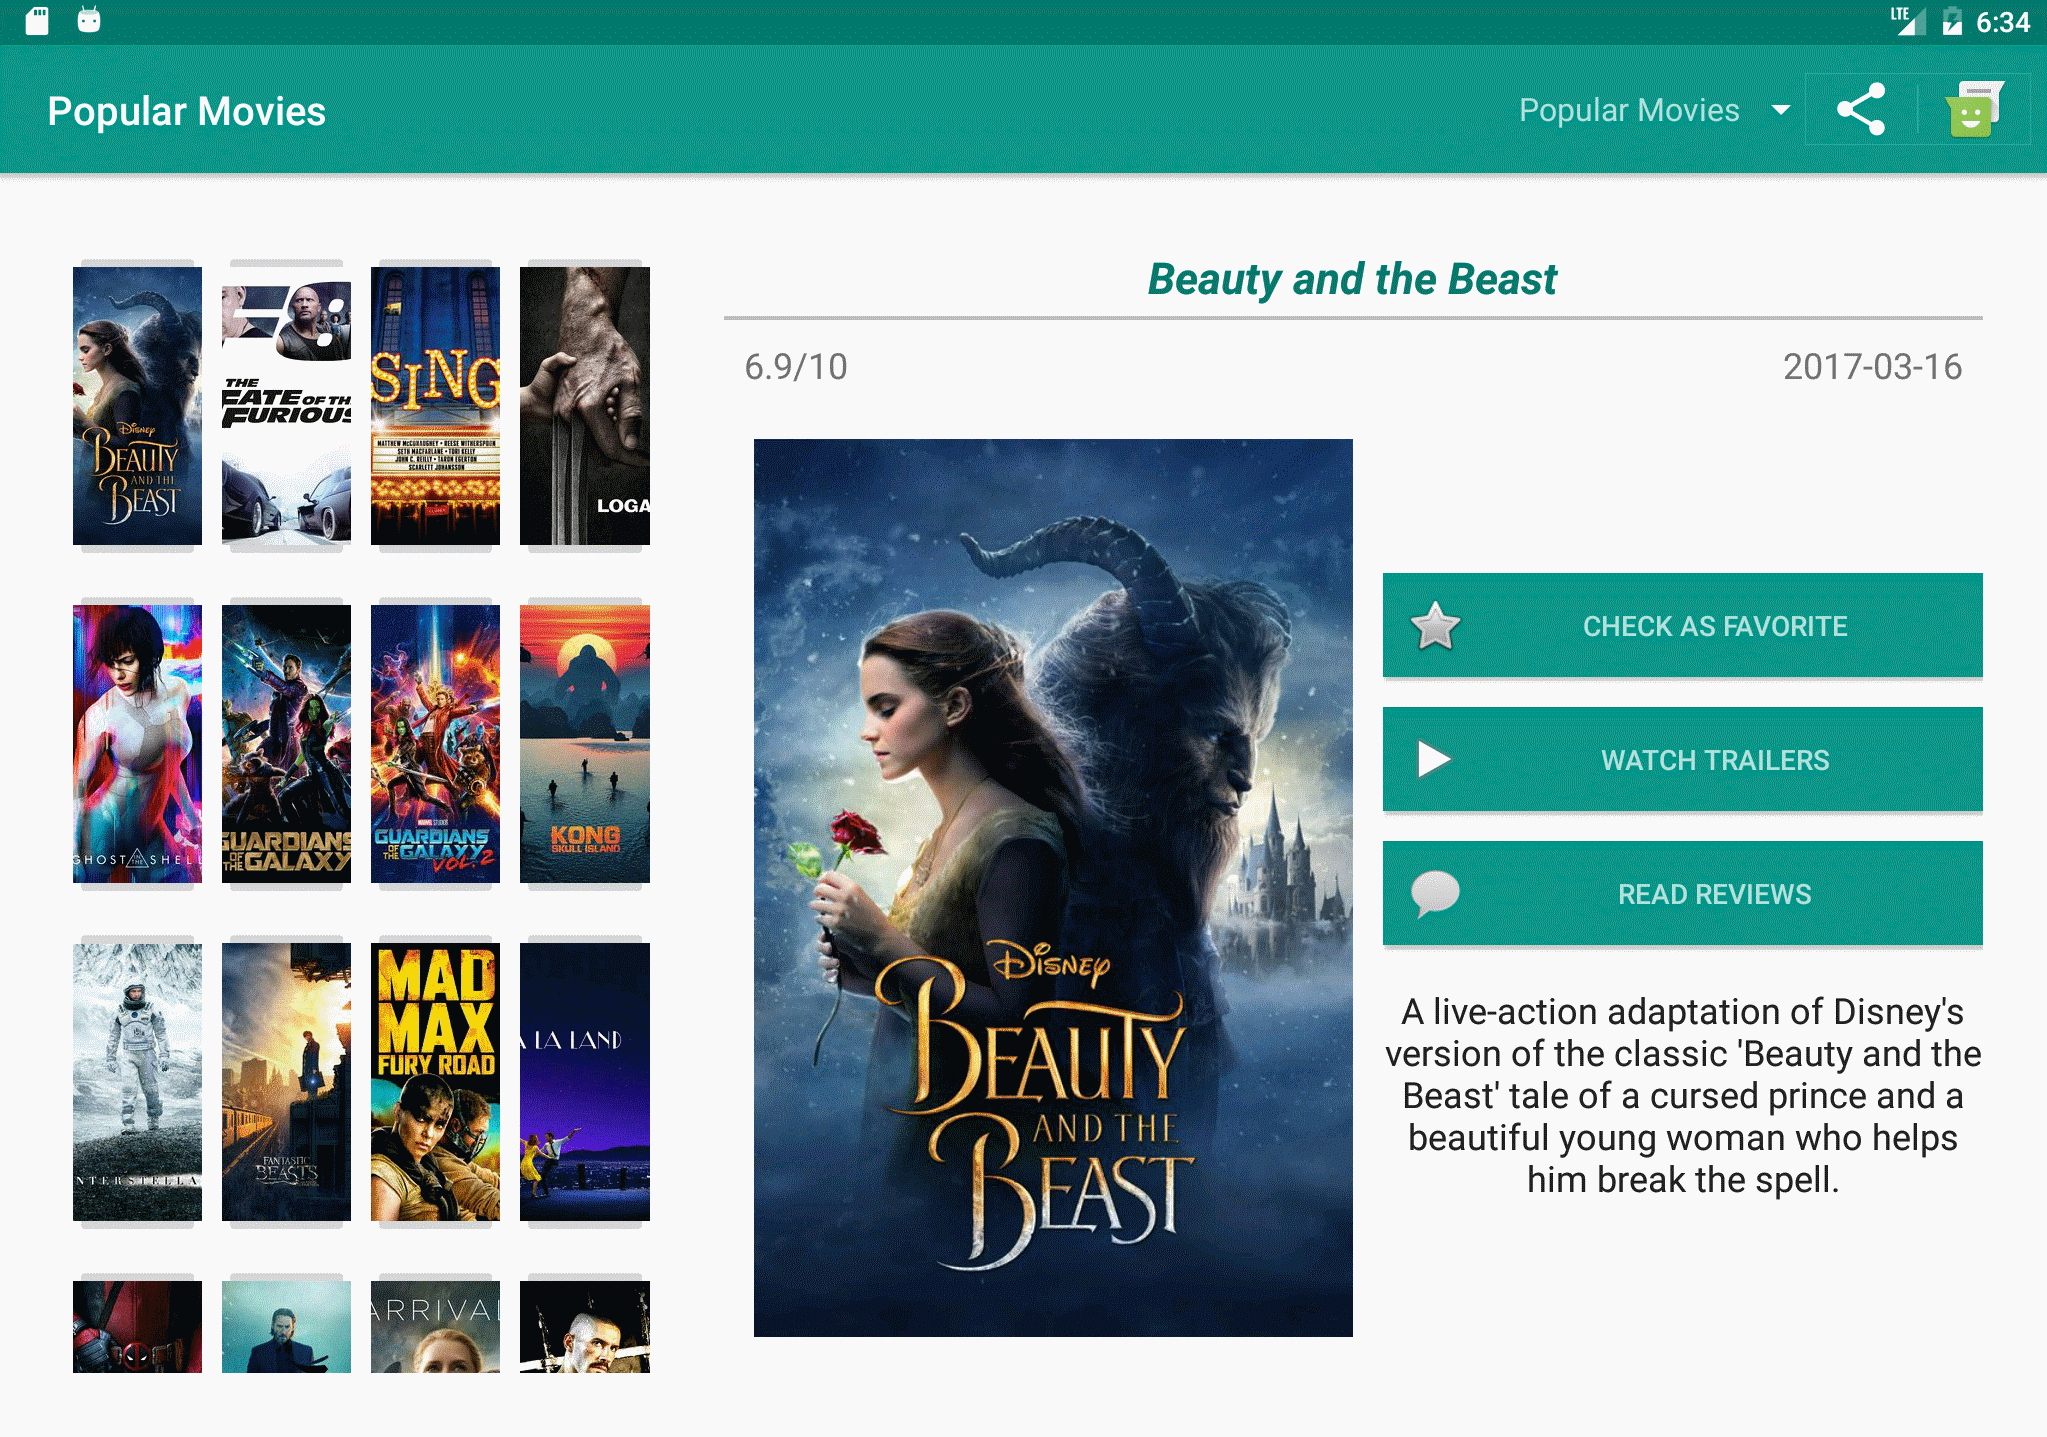 LTE 6:34
Popular Movies
Popular Movies
Beauty and the Beast
6.9/10
2017-03-16
DISNEY
BEAUTY
AND THE
BEAST
THE
FATE OF TH
FURIOUS
SING
MATTHEW MCCONAUGHEY • REESE WITHERSPOON
SETH MACFARLANE • TORI KELLY
JOHN C. REILLY • TARON EGERTON
SCARLETT JOHANSSON
LOGA
GHOST IN THE SHELL
GUARDIANS
OF THE GALAXY
MARVEL STUDIOS
GUARDIANS
OF THE GALAXY
VOL. 2
KONG
SKULL ISLAND
NTERSTELLA
FANTASTIC
BEASTS
MAD
MAX
FURY ROAD
A LA LAND
ARRIVAL
DISNEY
BEAUTY
AND THE
BEAST
CHECK AS FAVORITE
WATCH TRAILERS
READ REVIEWS
A live-action adaptation of Disney's
version of the classic 'Beauty and the
Beast' tale of a cursed prince and a
beautiful young woman who helps
him break the spell.